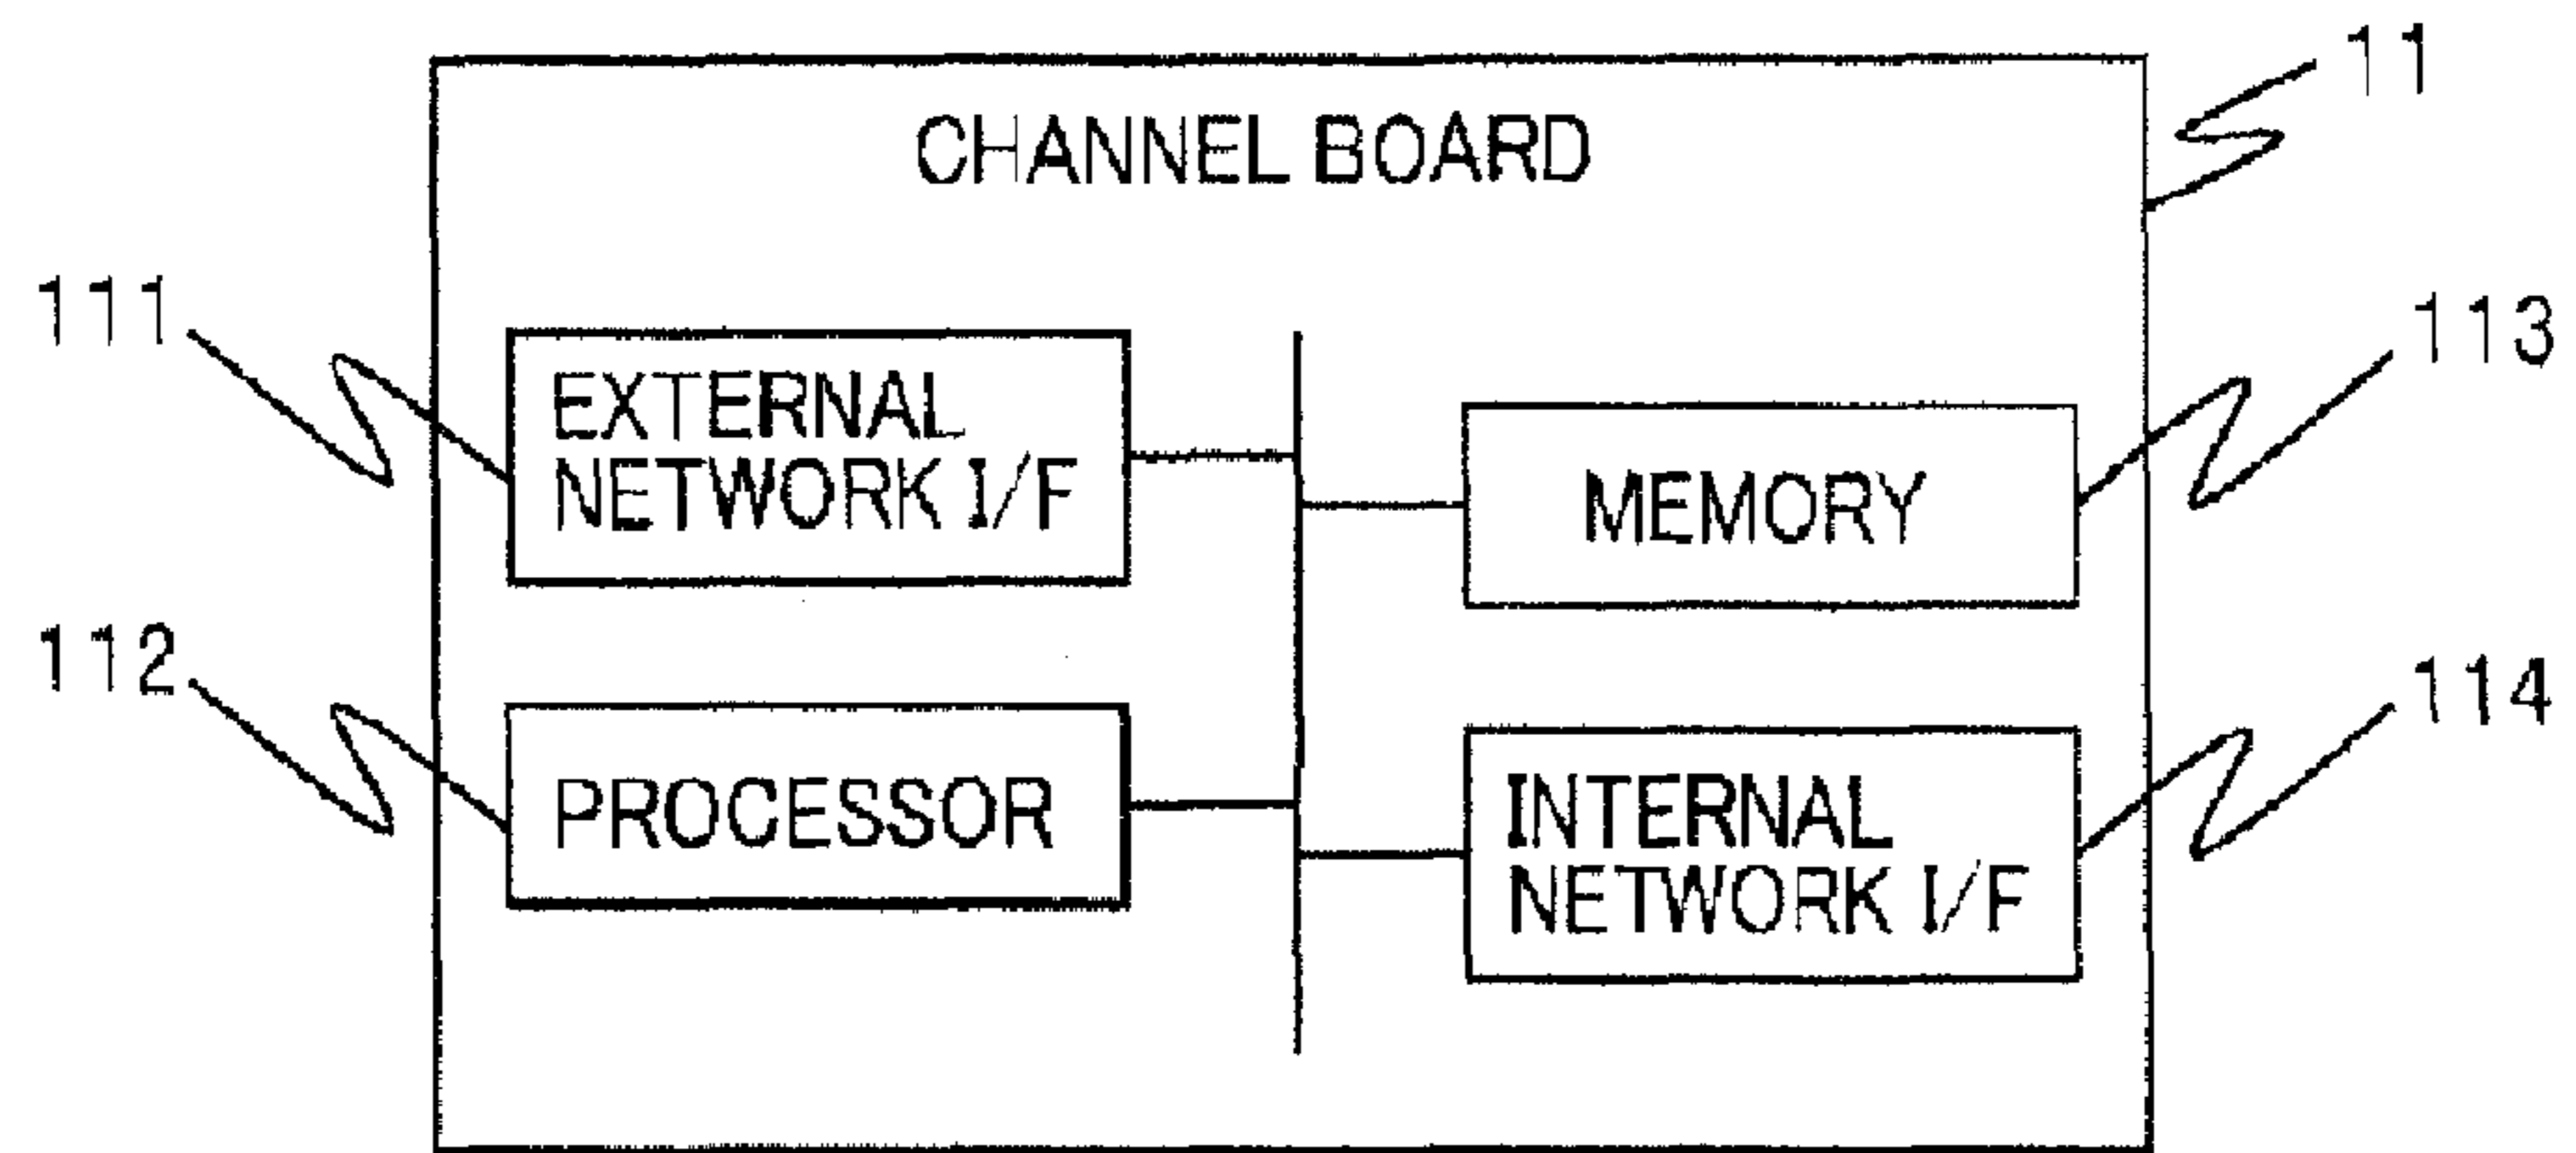 11
CHANNEL BOARD
111
EXTERNAL
NETWORK I/F
113
MEMORY
112
PROCESSOR
114
INTERNAL
NETWORK I/F